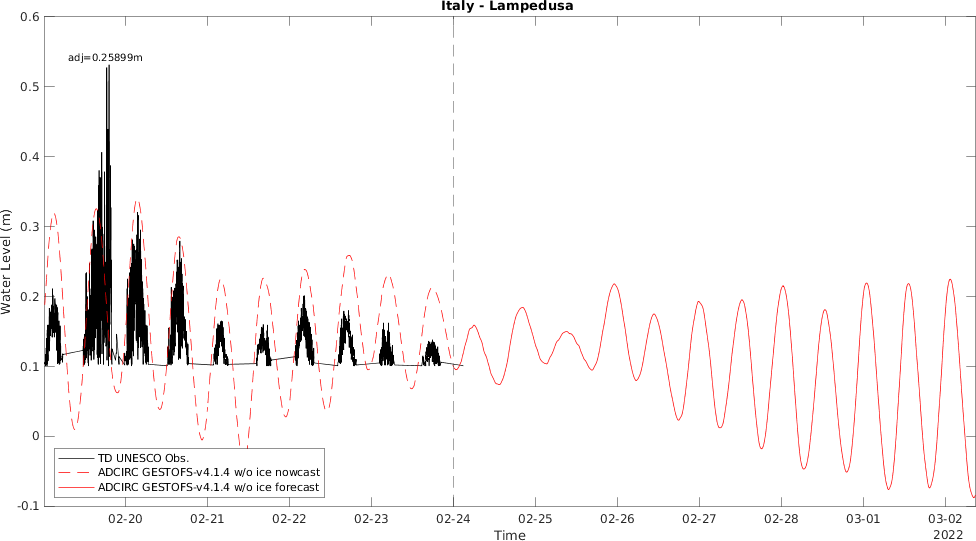 Italy - Lampedusa
adj=0.25899m
Water Level (m)
0.6
0.5
0.4
0.3
0.2
0.1
0
-0.1
TD UNESCO Obs.
ADCIRC GESTOFS-v4.1.4 w/o ice nowcast
ADCIRC GESTOFS-v4.1.4 w/o ice forecast
02-20 02-21 02-22 02-23 02-24 02-25 02-26 02-27 02-28 03-01 03-02
Time
2022